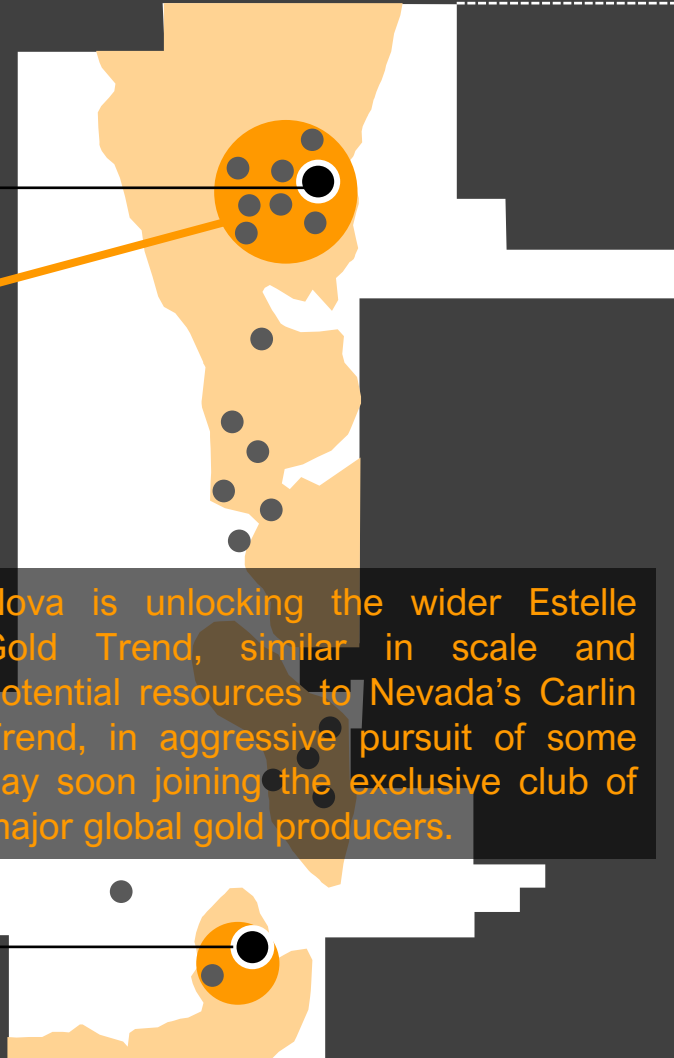 Nova is unlocking the wider Estelle
Gold Trend, similar in scale and
potential resources to Nevada's Carlin
Trend, in aggressive pursuit of some
day soon joining the exclusive club of
major global gold producers.